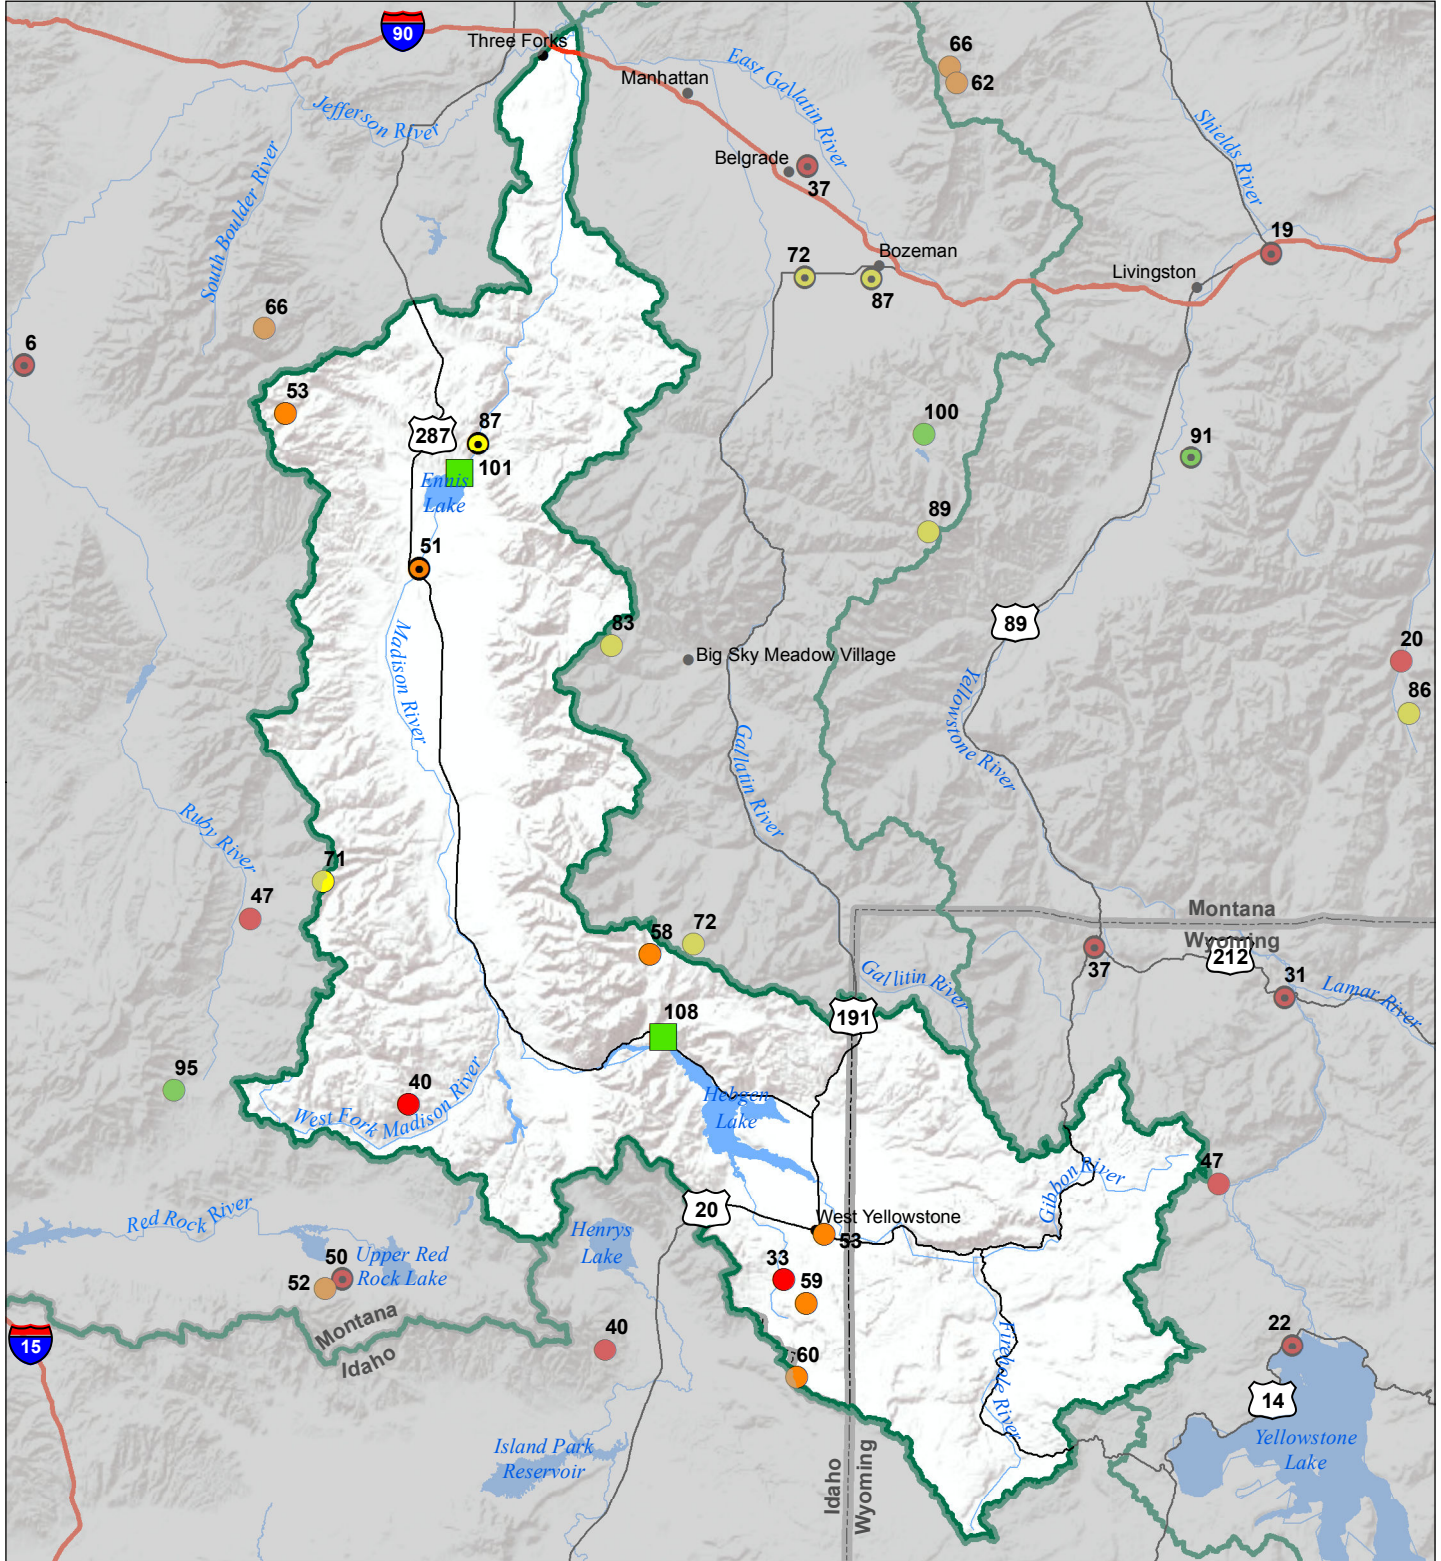 90
Three Forks
Manhattan
East Gallatin River
66
62
Jefferson River
Shields River
South Boulder River
Belgrade
37
19
72
Bozeman
87
Livingston
66
6
53
287
87
100
101
Ennis
Lake
91
89
51
Madison River
83
Big Sky Meadow Village
89
20
86
Yellowstone River
Gallatin River
Ruby River
71
47
58
72
Montana
Wyoming
212
37
31
Lamar River
Gallitin River
191
108
95
40
West Fork Madison River
Hebgen
Lake
Gibbon River
47
Red Rock River
20
West Yellowstone
53
Henrys
Lake
50
Upper Red
Rock Lake
52
33
59
Montana
Idaho
15
40
60
Firehole River
22
14
Yellowstone
Lake
Island Park
Reservoir
Idaho
Wyoming